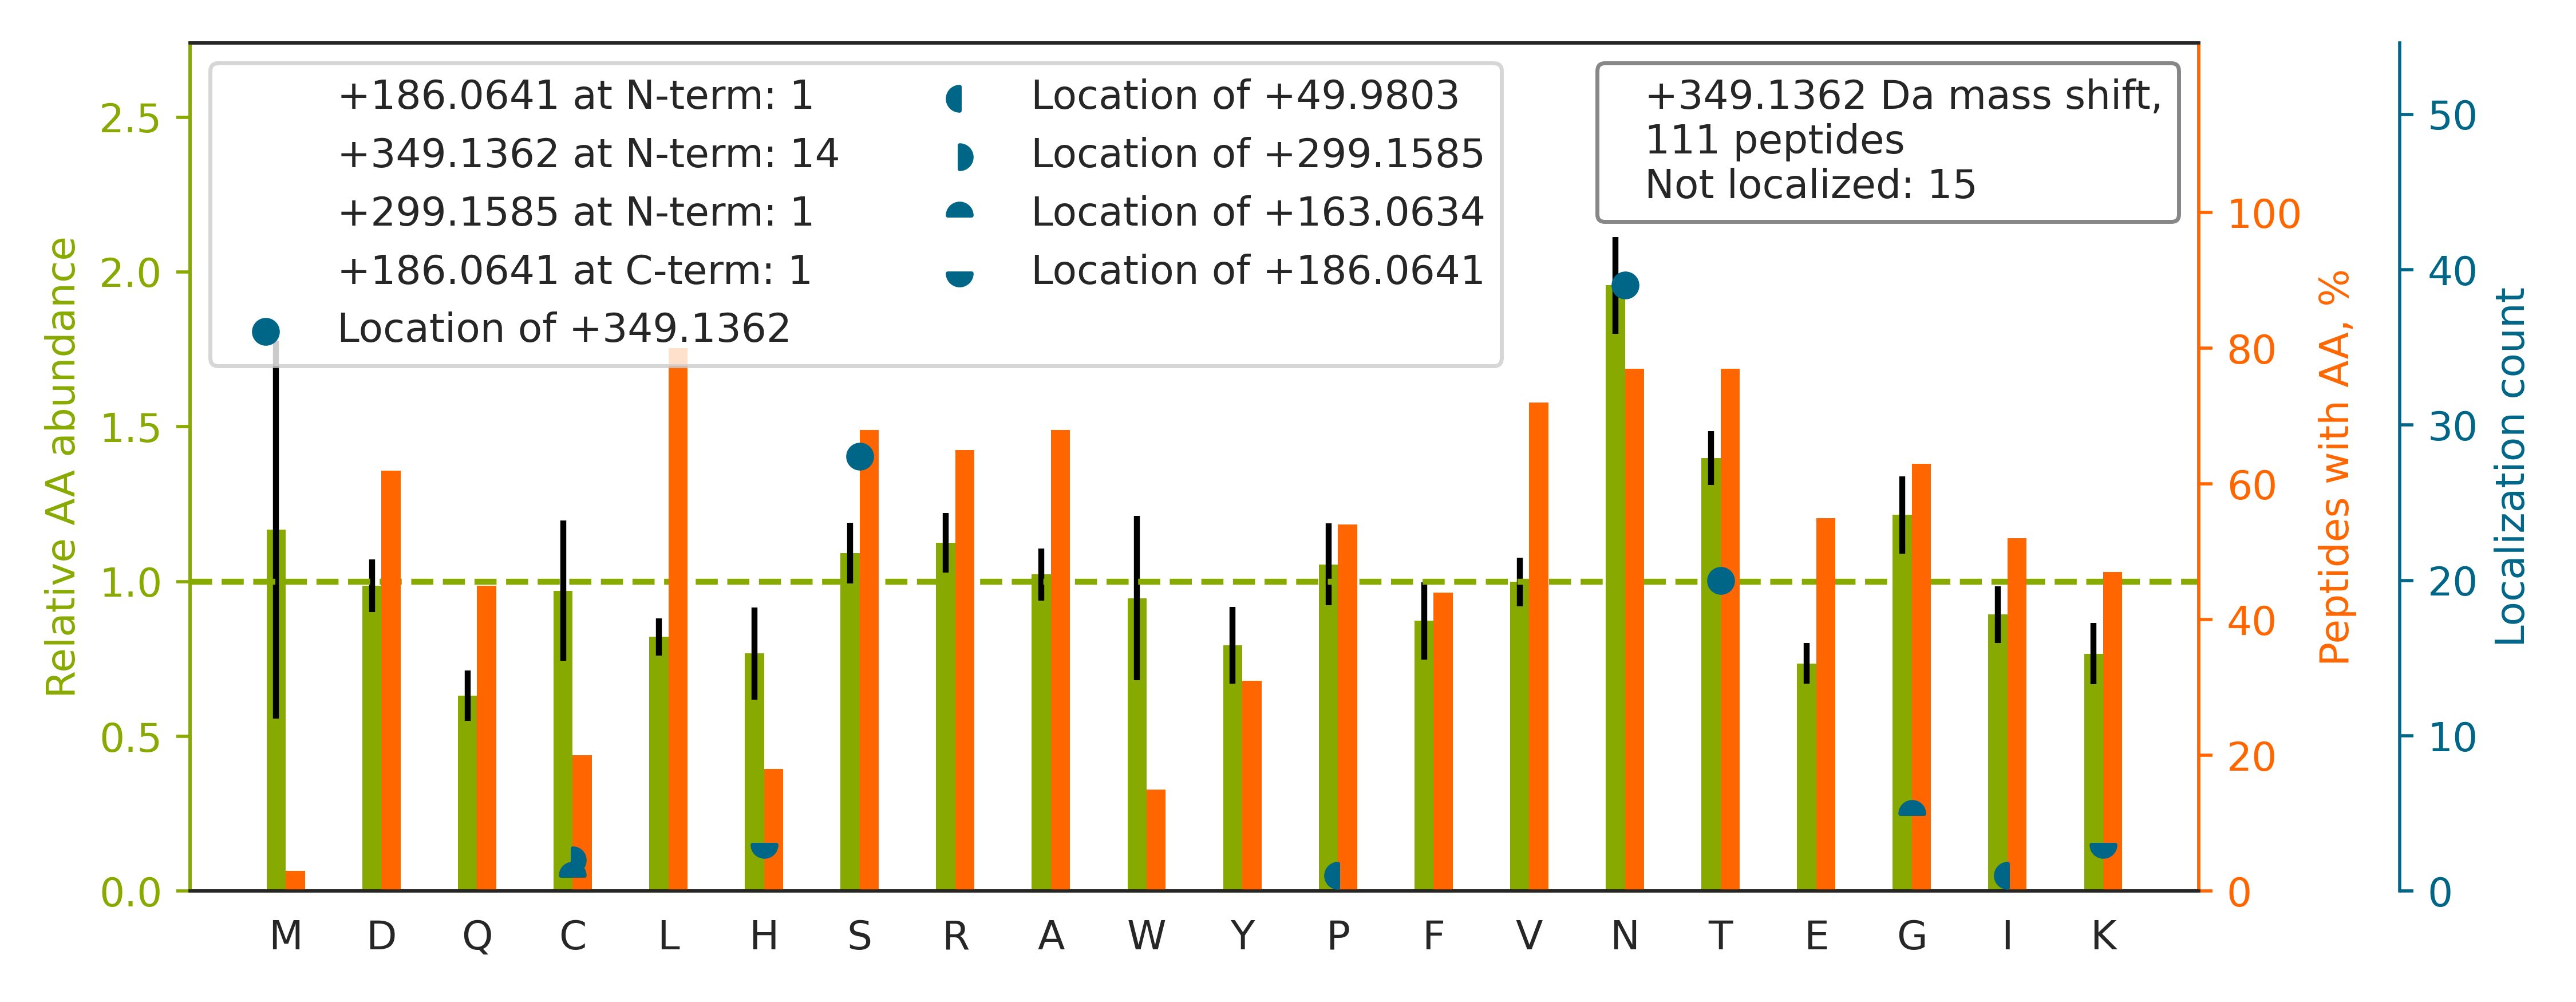 +186.0641 at N-term: 1
+349.1362 at N-term: 14
+299.1585 at N-term: 1
+186.0641 at C-term: 1
Location of +349.1362
Location of +49.9803
Location of +299.1585
Location of +163.0634
Location of +186.0641
+349.1362 Da mass shift,
111 peptides
Not localized: 15
Relative AA abundance
2.5
2.0
1.5
1.0
0.5
0.0
M D Q C L H S R A W Y P F V N T E G I K
100
80
60
40
20
0
Peptides with AA, %
50
40
30
20
10
0
Localization count